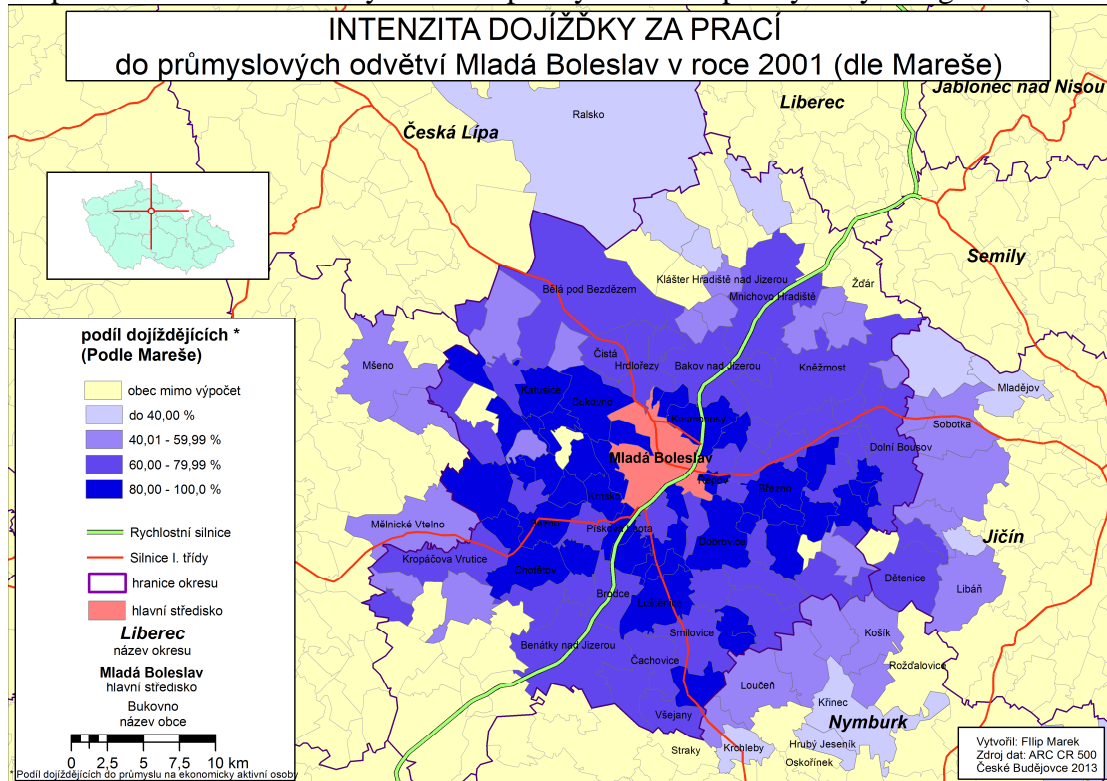 INTENZITA DOJÍŽĎKY ZA PRACÍ
do průmyslových odvětví Mladá Boleslav v roce 2001 (dle Mareše)
Jablonec nad Nisou
Liberec
Ralsko
Česká Lípa
Semily
Klášter Hradiště nad Jizerou
Žďár
Bělá pod Bezdězem
Mnichovo Hradiště
podíl dojíždějících *
(Podle Mareše)
obec mimo výpočet
do 40,00 %
40,01 - 59,99 %
60,00 - 79,99 %
80,00 - 100,0 %
Rychlostní silnice
Silnice I. třídy
hranice okresu
hlavní středisko
Liberec
název okresu
Mladá Boleslav
hlavní středisko
Bukovno
název obce
0 2,5 5 7,5 10 km
*Podíl dojíždějících do průmyslu na ekonomicky aktivní osoby
Čistá
Hrdlořezy
Bakov nad Jizerou
Kněžmost
Mšeno
Katusice
Bukovno
Kosmonosy
Mladějov
Sobotka
Dolní Bousov
Mladá Boleslav
Řepov
Březno
Krnsko
Mělnické Vtelno
Písková Lhota
Dobrovice
Jičín
Kropáčova Vrutice
Chotětov
Dětenice
Libáň
Brodce
Luštěnice
Smilovice
Košík
Benátky nad Jizerou
Čachovice
Rožďalovice
Loučeň
Křinec
Všejany
Nymburk
Straky
Krchleby
Hrubý Jeseník
Oskořínek
Vytvořil: FIlip Marek
Zdroj dat: ARC CR 500
České Budějovce 2013